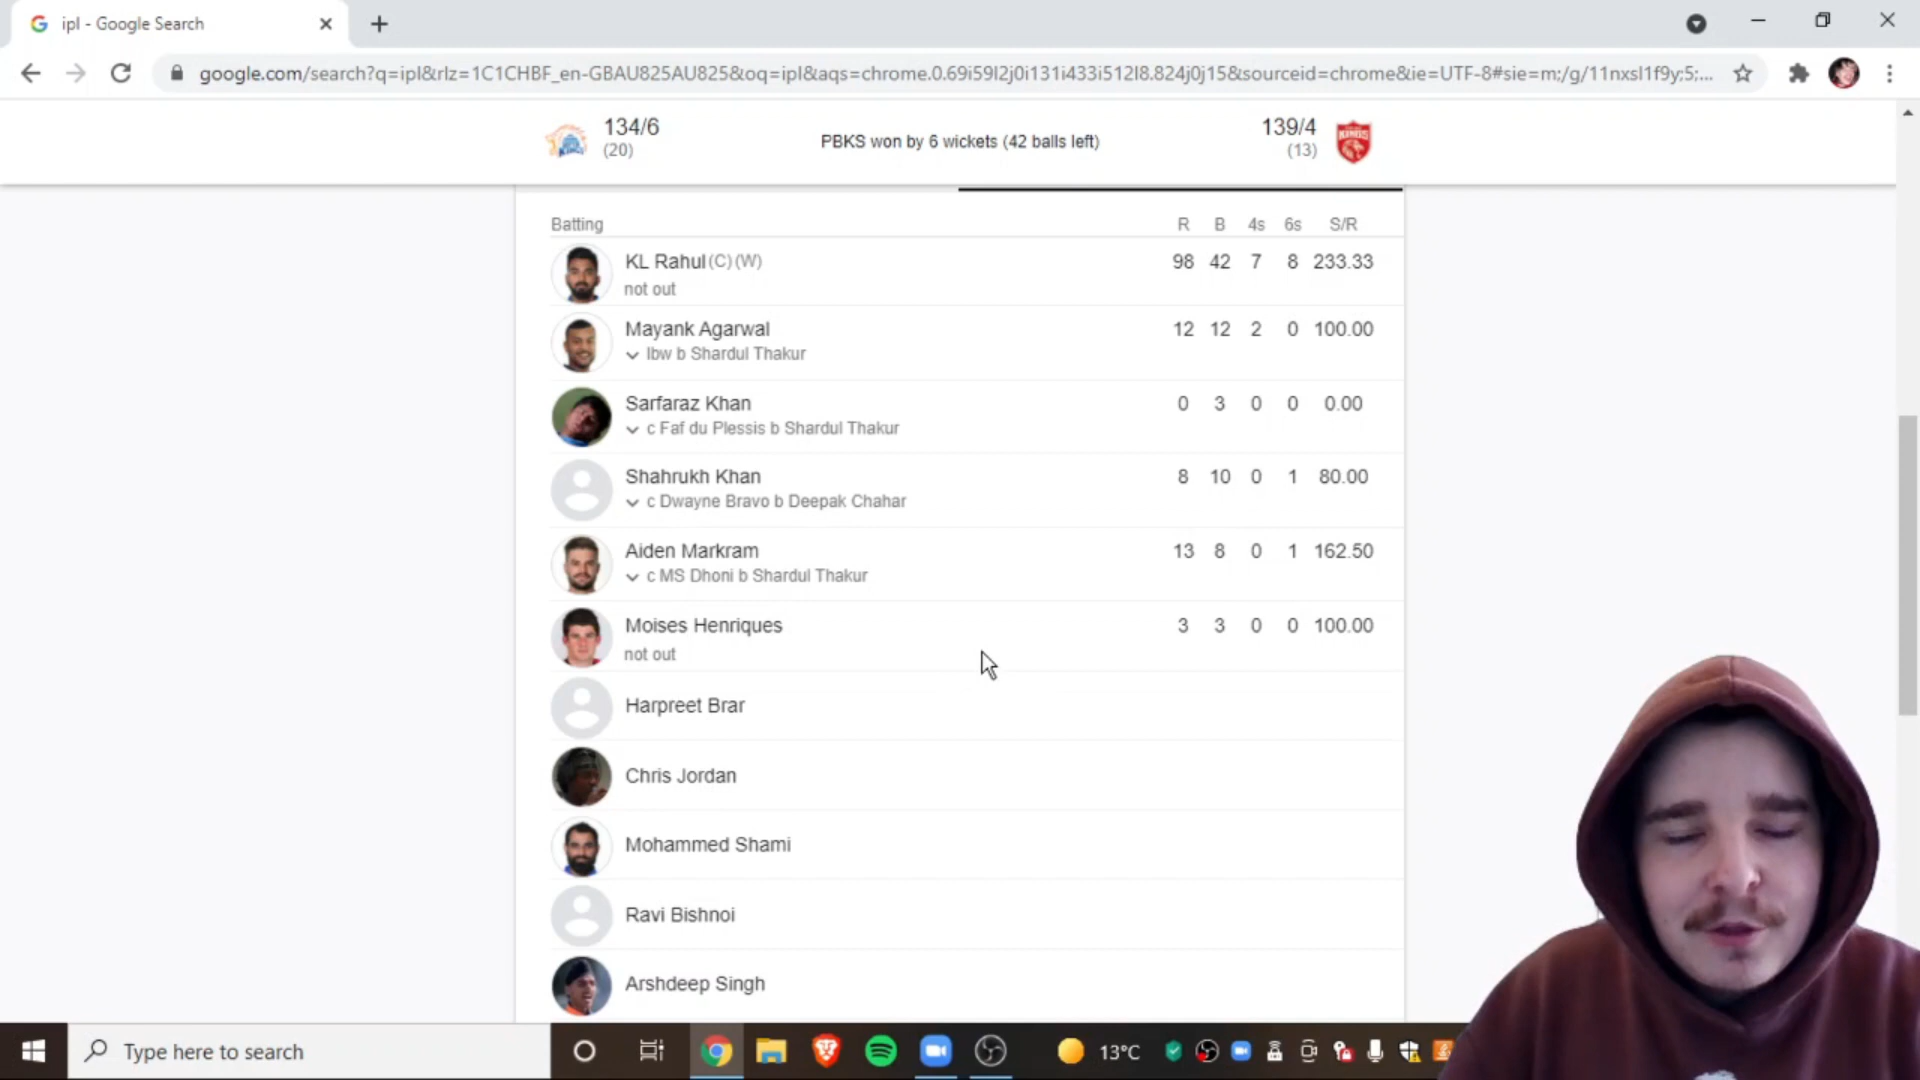 ipl - Google Search
google.com/search?q=ipl&rlz=1C1CHBF_en-GBAU825AU825&oq=ipl&aqs=chrome.0.69i59l2j0i131i433i512l8.824j0j15&sourceid=chrome&ie=UTF-8#sie=m;/g/11nxsl1f9y;5;...
134/6
(20)
PBKS won by 6 wickets (42 balls left)
139/4
(13)
KINGS
Batting R B 4s 6s S/R
KL Rahul (C) (W) 98 42 7 8 233.33
not out
Mayank Agarwal 12 12 2 0 100.00
lbw b Shardul Thakur
Sarfaraz Khan 0 3 0 0 0.00
c Faf du Plessis b Shardul Thakur
Shahrukh Khan 8 10 0 1 80.00
c Dwayne Bravo b Deepak Chahar
Aiden Markram 13 8 0 1 162.50
c MS Dhoni b Shardul Thakur
Moises Henriques 3 3 0 0 100.00
not out
Harpreet Brar
Chris Jordan
Mohammed Shami
Ravi Bishnoi
Arshdeep Singh
Type here to search
13°C